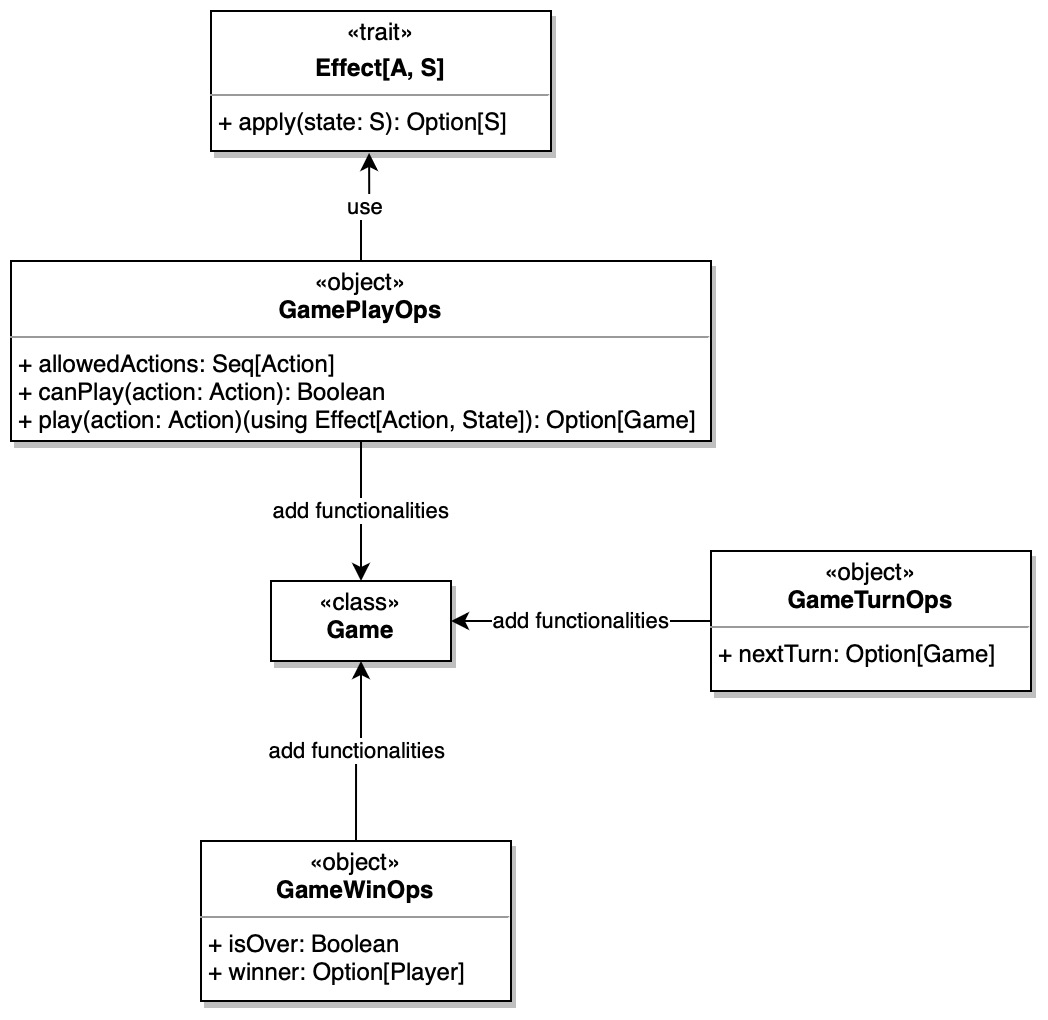 «trait»
Effect[A, S]
+ apply(state: S): Option[S]
use
«object»
GamePlayOps
+ allowedActions: Seq[Action]
+ canPlay(action: Action): Boolean
+ play(action: Action)(using Effect[Action, State]): Option[Game]
add functionalities
«class»
Game
add functionalities
«object»
GameTurnOps
+ nextTurn: Option[Game]
add functionalities
«object»
GameWinOps
+ isOver: Boolean
+ winner: Option[Player]